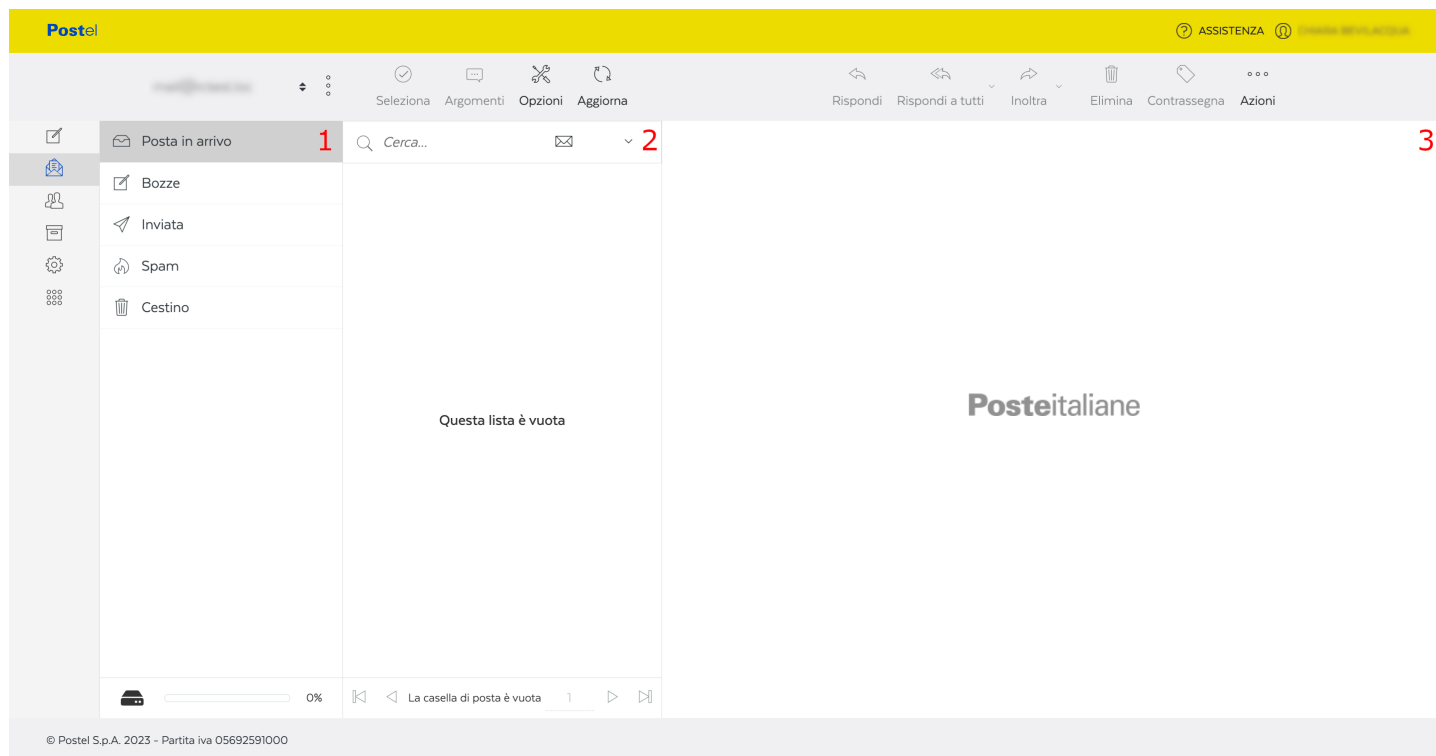 Postel
ASSISTENZA
Seleziona Argomenti Opzioni Aggiorna
Rispondi Rispondi a tutti Inoltra Elimina Contrassegna Azioni
Posta in arrivo 1
Bozze
Inviata
Spam
Cestino
0%
Cerca... 2
Questa lista è vuota
La casella di posta è vuota 1
3
Posteitaliane
© Postel S.p.A. 2023 - Partita iva 05692591000